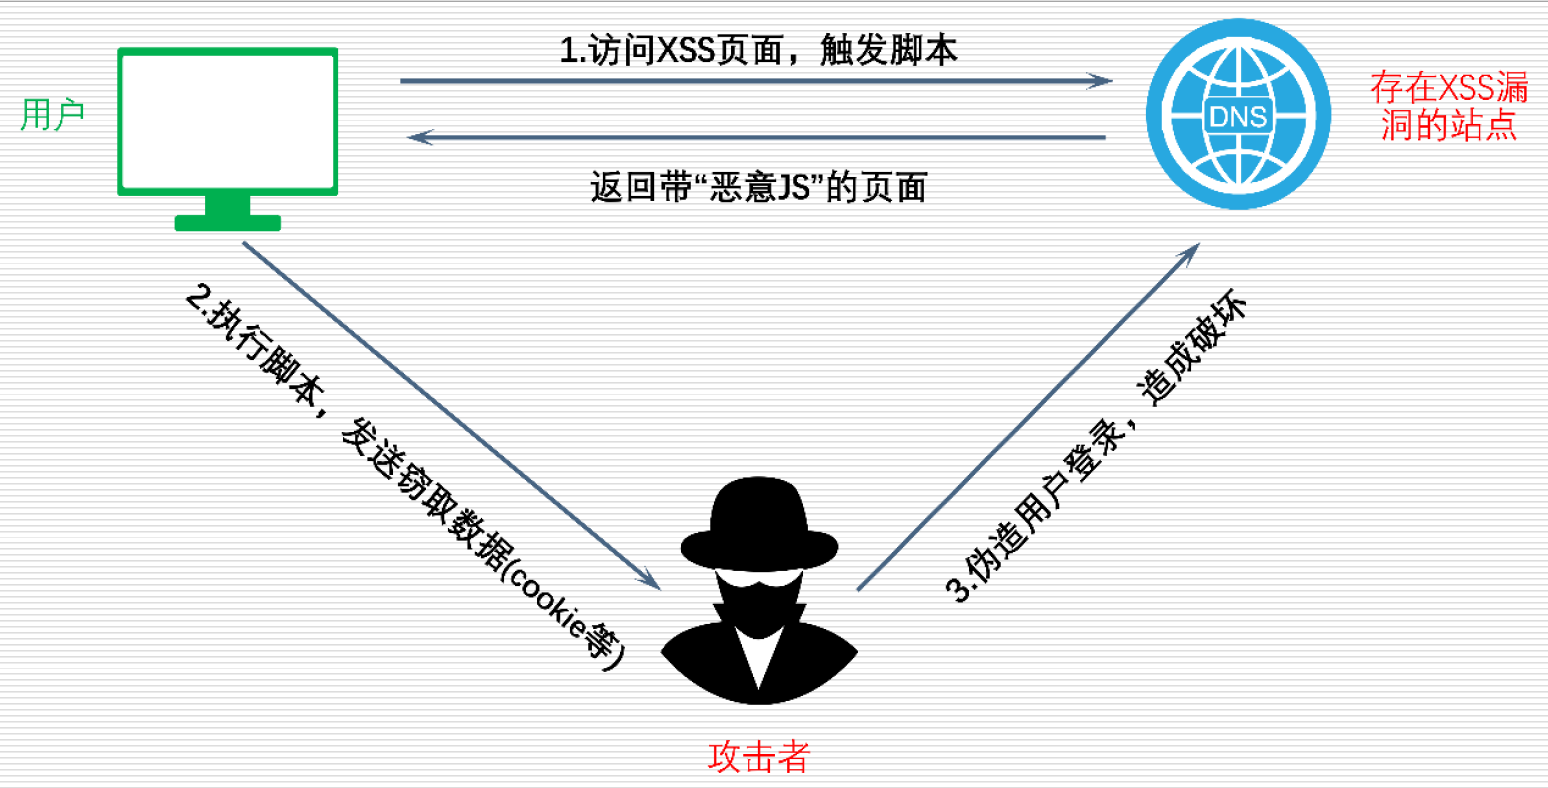 1.访问XSS页面，触发脚本
用户
DNS
存在XSS漏
洞的站点
返回带“恶意JS”的页面
2.执行脚本，发送窃取数据(cookie等)
3.伪造用户登录，造成破坏
攻击者